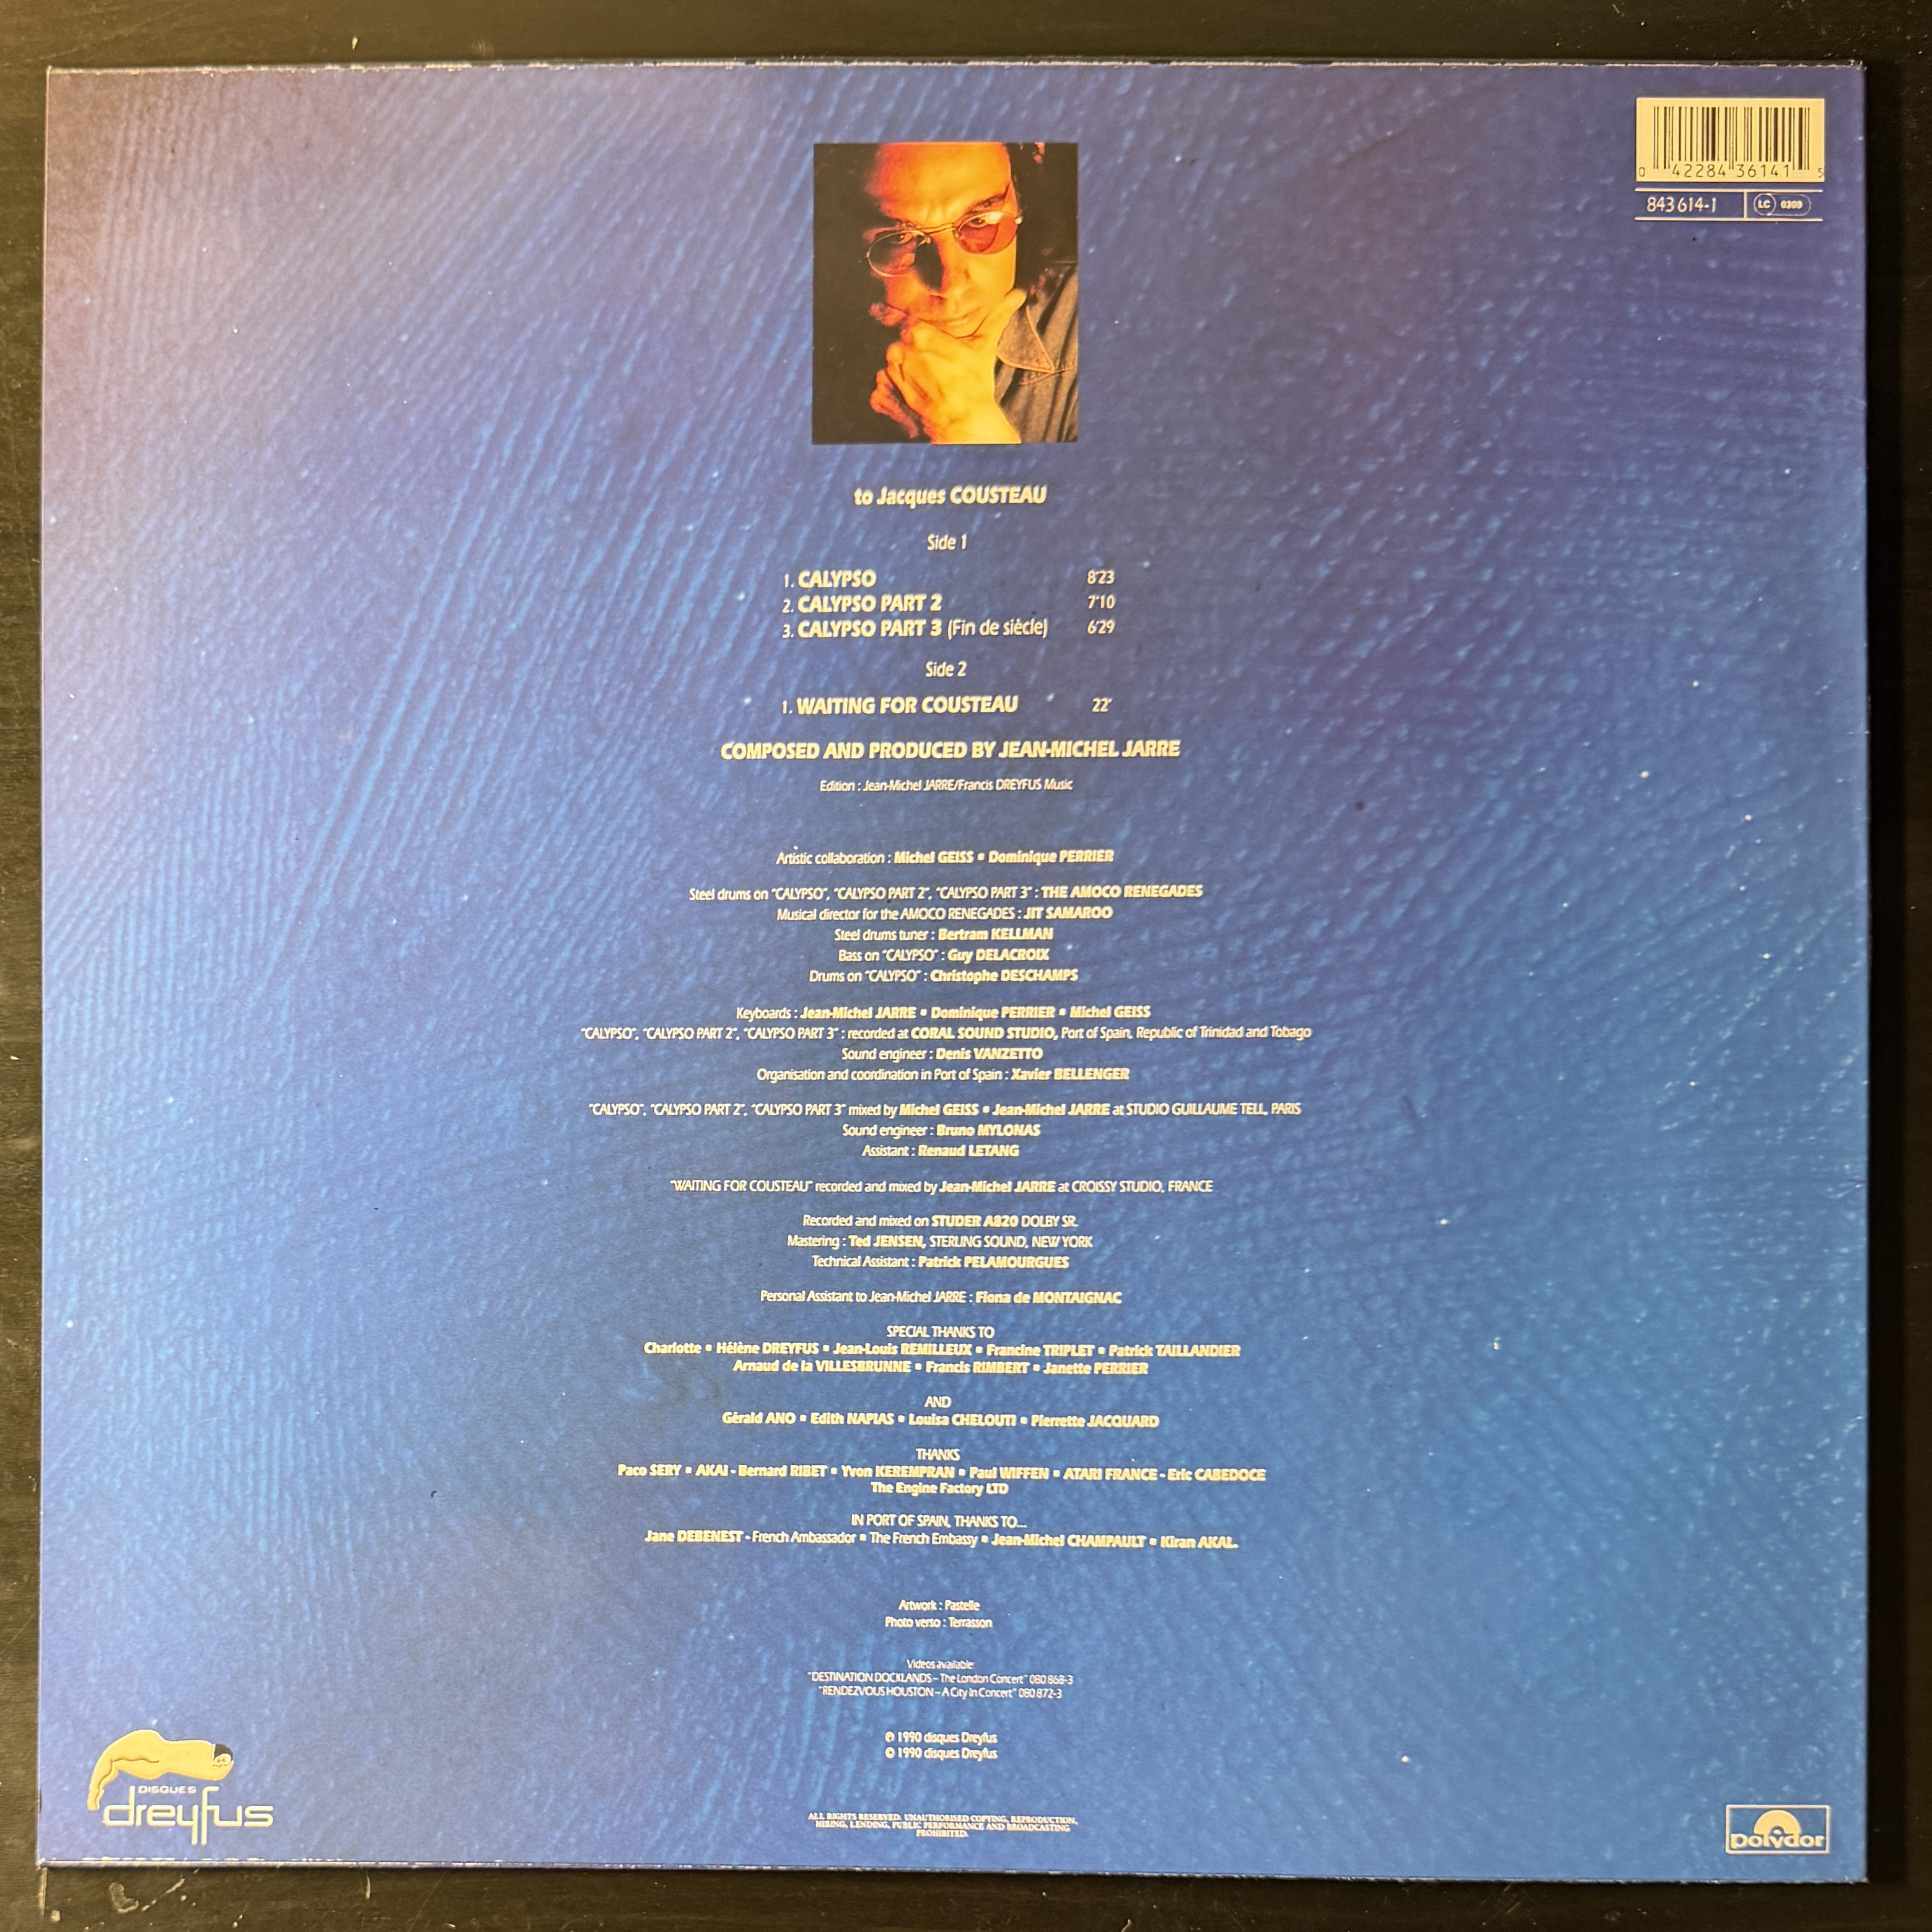 0 42284 36141 5
843 614-1 LC 0309
to Jacques COUSTEAU
Side 1
1. CALYPSO 8'23
2. CALYPSO PART 2 7'10
3. CALYPSO PART 3 (Fin de siècle) 6'29
Side 2
1. WAITING FOR COUSTEAU 22'
COMPOSED AND PRODUCED BY JEAN-MICHEL JARRE
Edition : Jean-Michel JARRE/Francis DREYFUS Music
Artistic collaboration : Michel GEISS ▪ Dominique PERRIER
Steel drums on "CALYPSO", "CALYPSO PART 2", "CALYPSO PART 3" : THE AMOCO RENEGADES
Musical director for the AMOCO RENEGADES : JIT SAMAROO
Steel drums tuner : Bertram KELLMAN
Bass on "CALYPSO" : Guy DELACROIX
Drums on "CALYPSO" : Christophe DESCHAMPS
Keyboards : Jean-Michel JARRE ▪ Dominique PERRIER ▪ Michel GEISS
"CALYPSO", "CALYPSO PART 2", "CALYPSO PART 3" : recorded at CORAL SOUND STUDIO, Port of Spain, Republic of Trinidad and Tobago
Sound engineer : Denis VANZETTO
Organisation and coordination in Port of Spain : Xavier BELLENGER
"CALYPSO", "CALYPSO PART 2", "CALYPSO PART 3" mixed by Michel GEISS ▪ Jean-Michel JARRE at STUDIO GUILLAUME TELL, PARIS
Sound engineer : Bruno MYLONAS
Assistant : Renaud LETANG
"WAITING FOR COUSTEAU" recorded and mixed by Jean-Michel JARRE at CROISSY STUDIO, FRANCE
Recorded and mixed on STUDER A820 DOLBY SR.
Mastering : Ted JENSEN, STERLING SOUND, NEW YORK
Technical Assistant : Patrick PELAMOURGUES
Personal Assistant to Jean-Michel JARRE : Fiona de MONTAIGNAC
SPECIAL THANKS TO
Charlotte ▪ Hélène DREYFUS ▪ Jean-Louis REMILLEUX ▪ Francine TRIPLET ▪ Patrick TAILLANDIER
Arnaud de la VILLESBRUNNE ▪ Francis RIMBERT ▪ Janette PERRIER
AND
Gérald ANO ▪ Edith NAPIAS ▪ Louisa CHELOUTI ▪ Pierrette JACQUARD
THANKS
Paco SERY ▪ AKAI - Bernard RIBET ▪ Yvon KEREMPRAN ▪ Paul WIFFEN ▪ ATARI FRANCE - Eric CABEDOCE
The Engine Factory LTD
IN PORT OF SPAIN, THANKS TO...
Jane DEBENEST - French Ambassador ▪ The French Embassy ▪ Jean-Michel CHAMPAULT ▪ Kiran AKAL.
Artwork : Pastelle
Photo verso : Terrasson
Videos available:
"DESTINATION DOCKLANDS – The London Concert" 080 868-3
"RENDEZVOUS HOUSTON – A City In Concert" 080 872-3
℗ 1990 disques Dreyfus
© 1990 disques Dreyfus
DISQUES
dreyfus
ALL RIGHTS RESERVED. UNAUTHORISED COPYING, REPRODUCTION,
HIRING, LENDING, PUBLIC PERFORMANCE AND BROADCASTING
PROHIBITED.
polydor